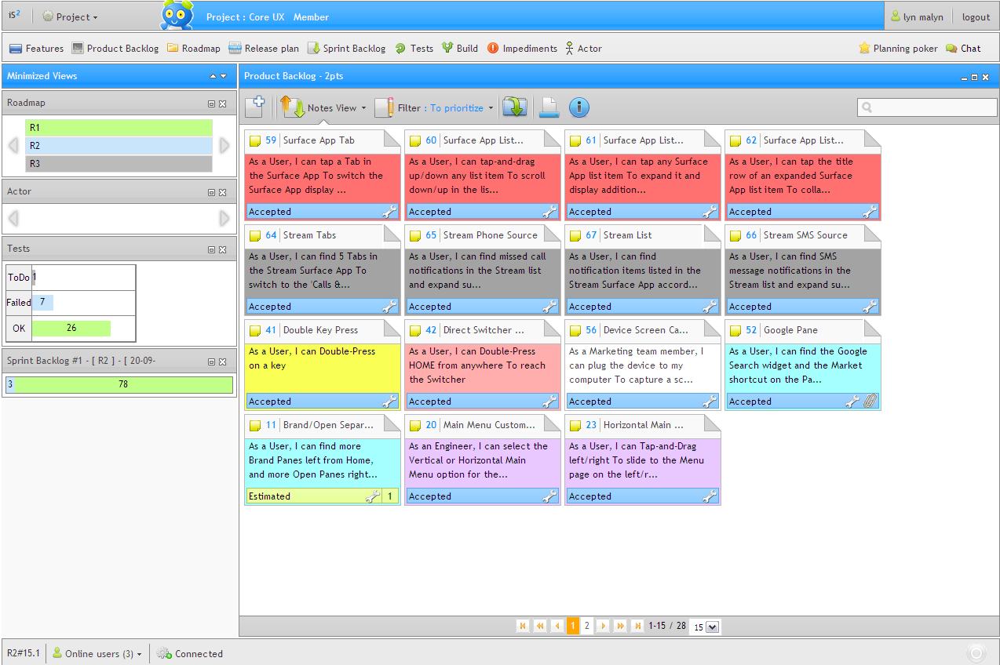 iS²
Project
Project : Core UX Member
lyn malyn
logout
Features
Product Backlog
Roadmap
Release plan
Sprint Backlog
Tests
Build
Impediments
Actor
Planning poker
Chat
Minimized Views
Roadmap
R1
R2
R3
Actor
Tests
ToDo 1
Failed 7
OK 26
Sprint Backlog #1 - [ R2 ] - [ 20-09-
3 78
Product Backlog - 2pts
Notes View
Filter : To prioritize
59 Surface App Tab
As a User, I can tap a Tab in
the Surface App To switch the
Surface App display ...
Accepted
60 Surface App List...
As a User, I can tap-and-drag
up/down any list item To scroll
down/up in the lis...
Accepted
61 Surface App List...
As a User, I can tap any Surface
App list item To expand it and
display addition...
Accepted
62 Surface App List...
As a User, I can tap the title
row of an expanded Surface
App list item To colla...
Accepted
64 Stream Tabs
As a User, I can find 5 Tabs in
the Stream Surface App To
switch to the 'Calls &...
Accepted
65 Stream Phone Source
As a User, I can find missed call
notifications in the Stream list
and expand su...
Accepted
67 Stream List
As a User, I can find
notification items listed in the
Stream Surface App accord...
Accepted
66 Stream SMS Source
As a User, I can find SMS
message notifications in the
Stream list and expand su...
Accepted
41 Double Key Press
As a User, I can Double-Press
on a key
Accepted
42 Direct Switcher ...
As a User, I can Double-Press
HOME from anywhere To reach
the Switcher
Accepted
56 Device Screen Ca...
As a Marketing team member, I
can plug the device to my
computer To capture a sc...
Accepted
52 Google Pane
As a User, I can find the Google
Search widget and the Market
shortcut on the Pa...
Accepted
11 Brand/Open Separ...
As a User, I can find more
Brand Panes left from Home,
and more Open Panes right...
Estimated 1
20 Main Menu Custom...
As an Engineer, I can select the
Vertical or Horizontal Main
Menu option for the...
Accepted
23 Horizontal Main ...
As a User, I can Tap-and-Drag
left/right To slide to the Menu
page on the left/r...
Accepted
1 2 1-15 / 28 15
R2#15.1
Online users (3)
Connected